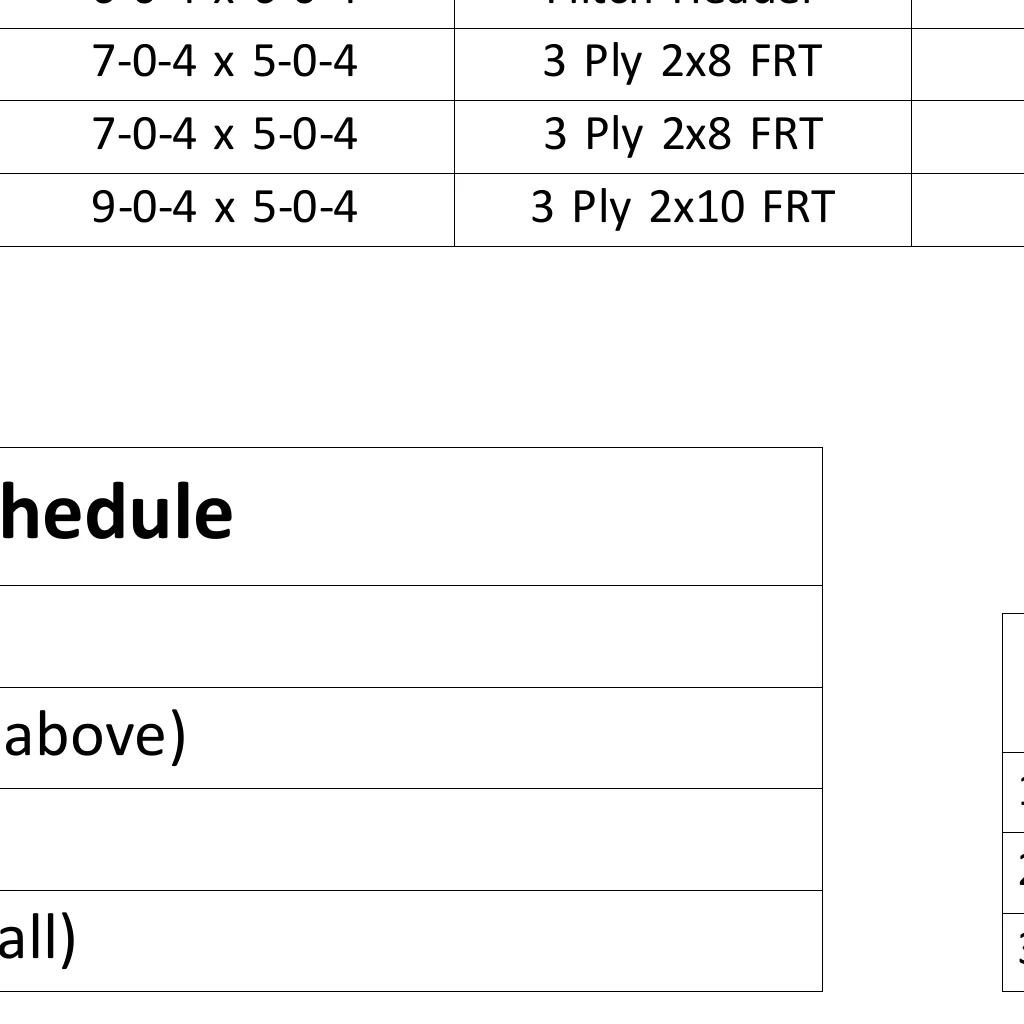 7-0-4 x 5-0-4 3 Ply 2x8 FRT
7-0-4 x 5-0-4 3 Ply 2x8 FRT
9-0-4 x 5-0-4 3 Ply 2x10 FRT
hedule
above)
all)